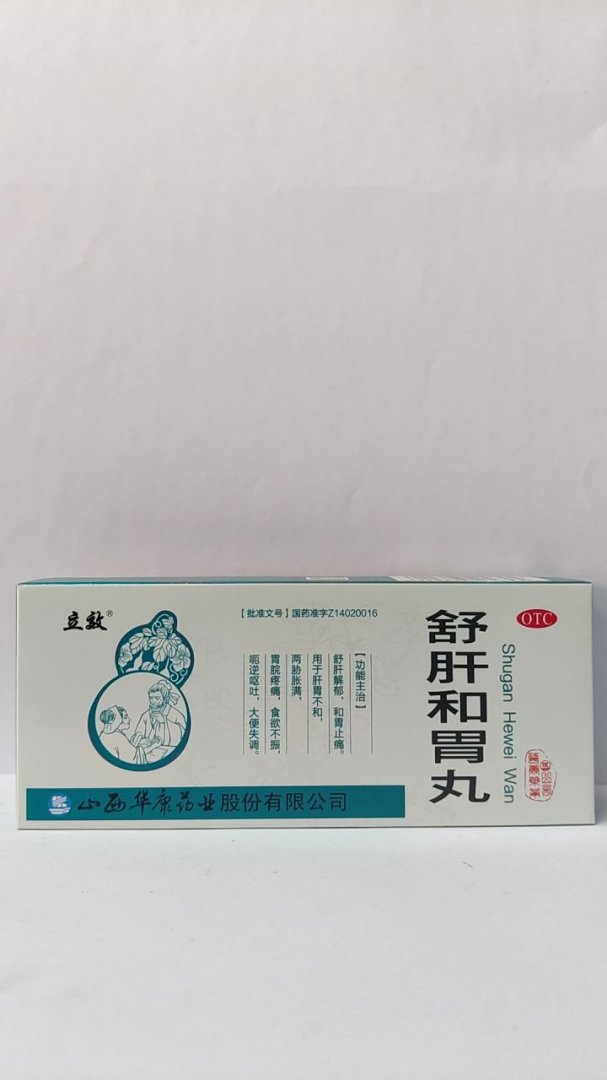 立效®
【批准文号】国药准字Z14020016
【功能主治】
舒肝解郁，和胃止痛。
用于肝胃不和，
两胁胀满，
胃脘疼痛，食欲不振，
呃逆呕吐，大便失调。
舒肝和胃丸
Shugan Hewei Wan
OTC
山西华康药业股份有限公司